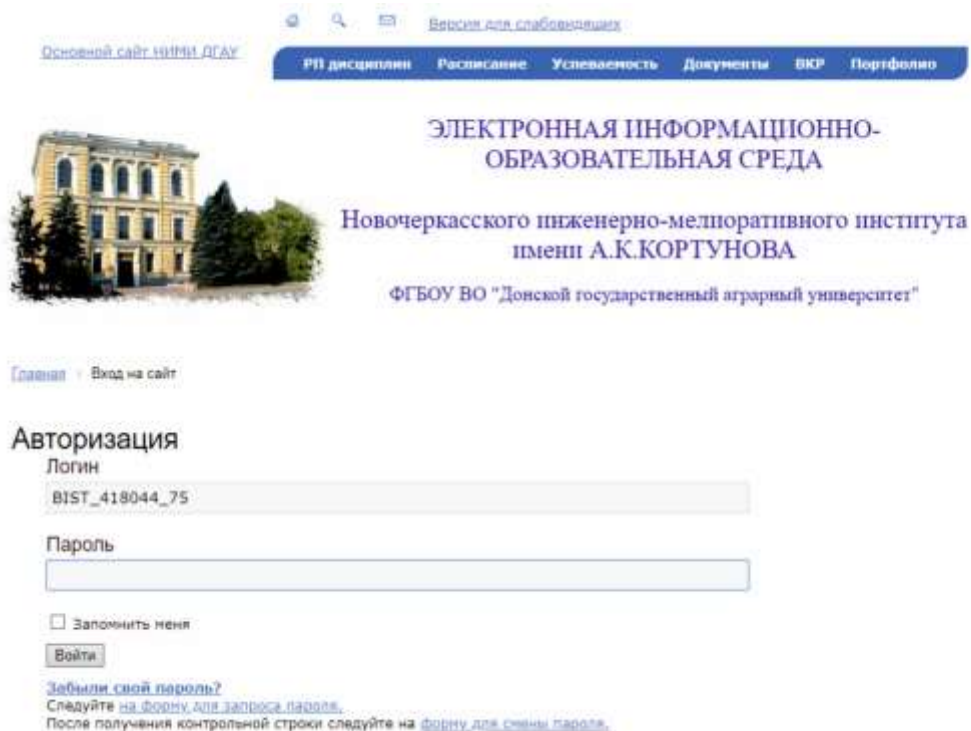 Версия для слабовидящих
Основной сайт НИМИ ДГАУ
РП дисциплин Расписание Успеваемость Документы ВКР Портфолио
ЭЛЕКТРОННАЯ ИНФОРМАЦИОННО-
ОБРАЗОВАТЕЛЬНАЯ СРЕДА
Новочеркасского инженерно-мелиоративного института
имени А.К.КОРТУНОВА
ФГБОУ ВО "Донской государственный аграрный университет"
Главная Вход на сайт
Авторизация
Логин
BIST_418044_75
Пароль
Запомнить меня
Войти
Забыли свой пароль?
Следуйте на форму для запроса пароля.
После получения контрольной строки следуйте на форму для смены пароля.